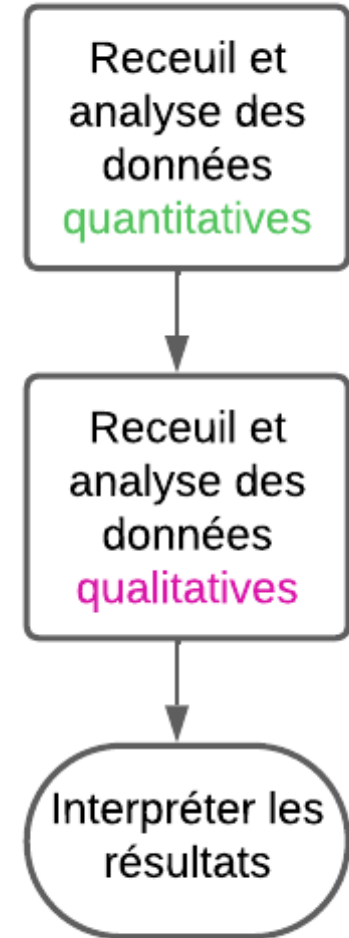 Receuil et
analyse des
données
quantitatives
Receuil et
analyse des
données
qualitatives
Interpréter les
résultats